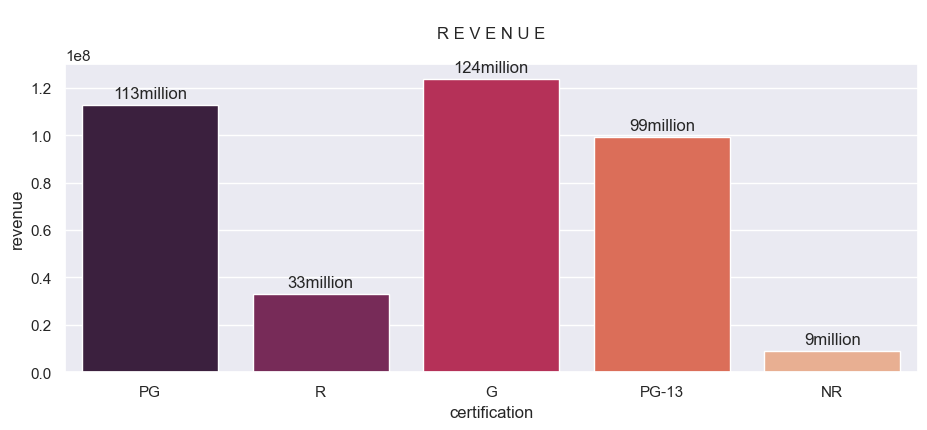 R E V E N U E
1e8
124million
113million
99million
33million
9million
1.2
1.0
0.8
0.6
0.4
0.2
0.0
revenue
PG R G PG-13 NR
certification